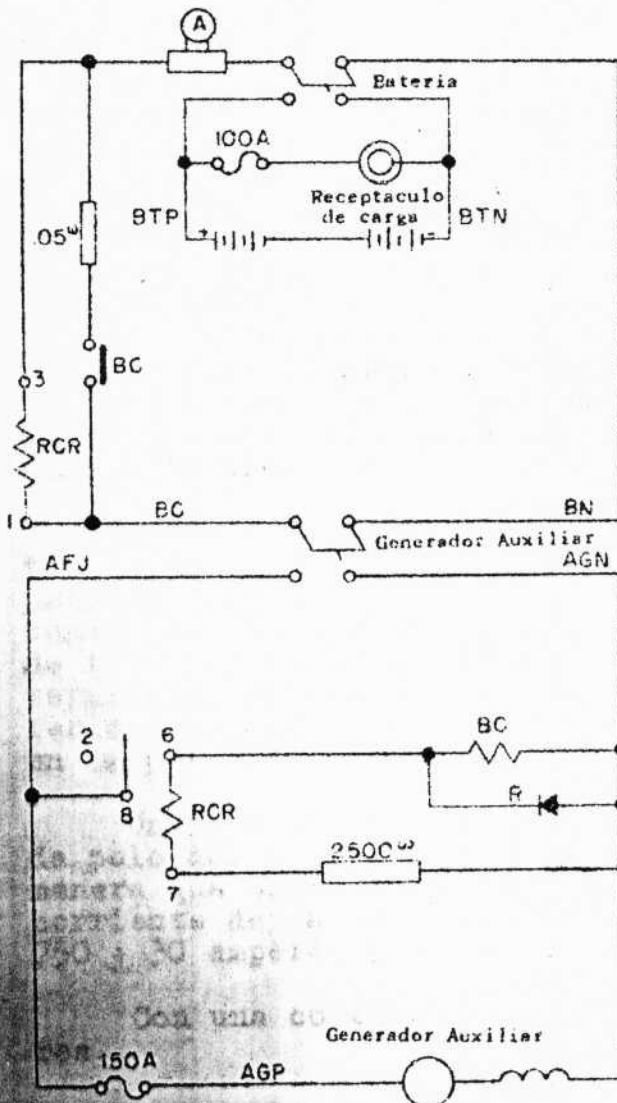 A
Bateria
100A
Receptaculo
de carga
BTP
BTN
.05ω
BC
3
RCR
1
BC
BN
Generador Auxiliar
AFJ
AGN
2
6
BC
8
RCR
R
2500ω
7
Generador Auxiliar
150A
AGP